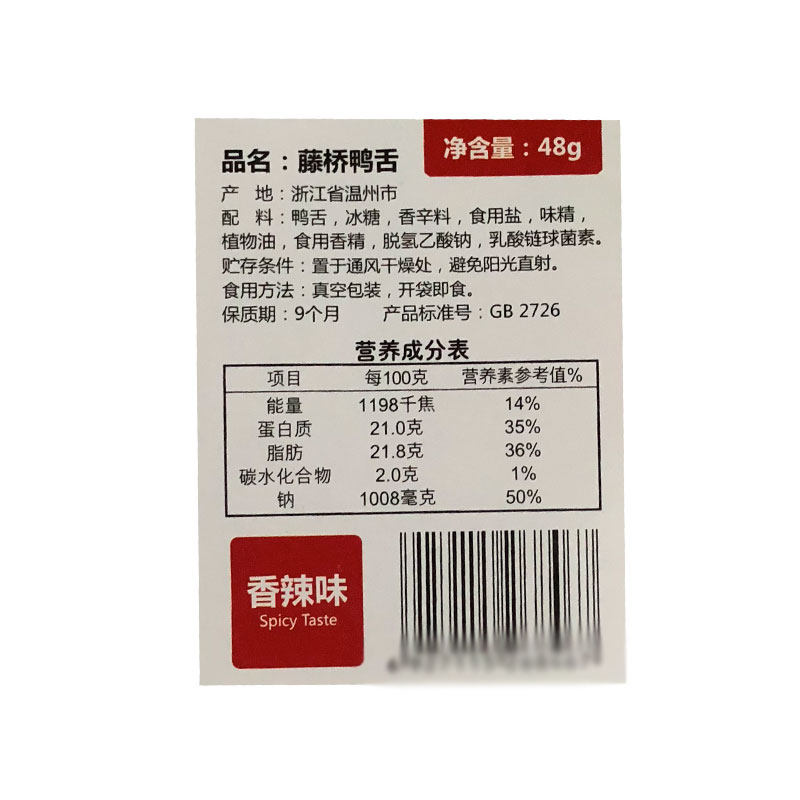 净含量：48g
品名：藤桥鸭舌
产 地：浙江省温州市
配 料：鸭舌，冰糖，香辛料，食用盐，味精，
植物油，食用香精，脱氢乙酸钠，乳酸链球菌素。
贮存条件：置于通风干燥处，避免阳光直射。
食用方法：真空包装，开袋即食。
保质期：9个月 产品标准号：GB 2726
营养成分表
项目 每100克 营养素参考值%
能量 1198千焦 14%
蛋白质 21.0克 35%
脂肪 21.8克 36%
碳水化合物 2.0克 1%
钠 1008毫克 50%
香辣味
Spicy Taste